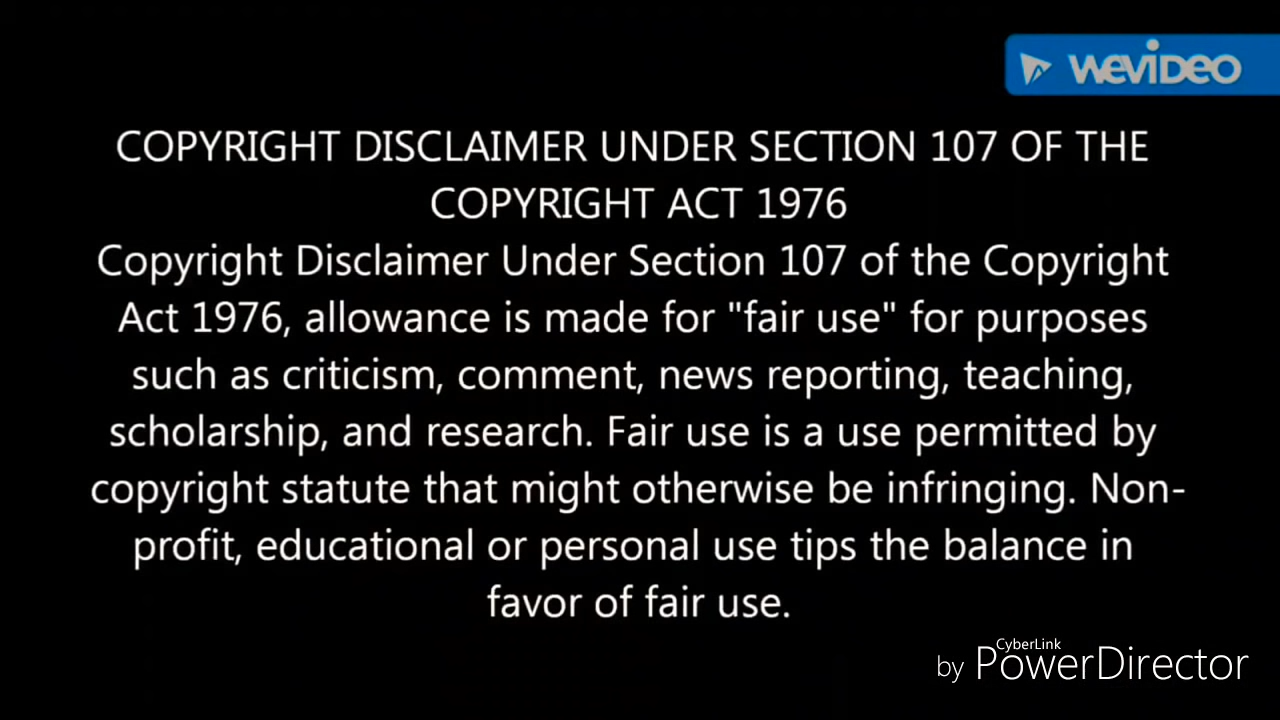 WEVIDEO
COPYRIGHT DISCLAIMER UNDER SECTION 107 OF THE
COPYRIGHT ACT 1976
Copyright Disclaimer Under Section 107 of the Copyright
Act 1976, allowance is made for "fair use" for purposes
such as criticism, comment, news reporting, teaching,
scholarship, and research. Fair use is a use permitted by
copyright statute that might otherwise be infringing. Non-
profit, educational or personal use tips the balance in
favor of fair use.
CyberLink
by PowerDirector